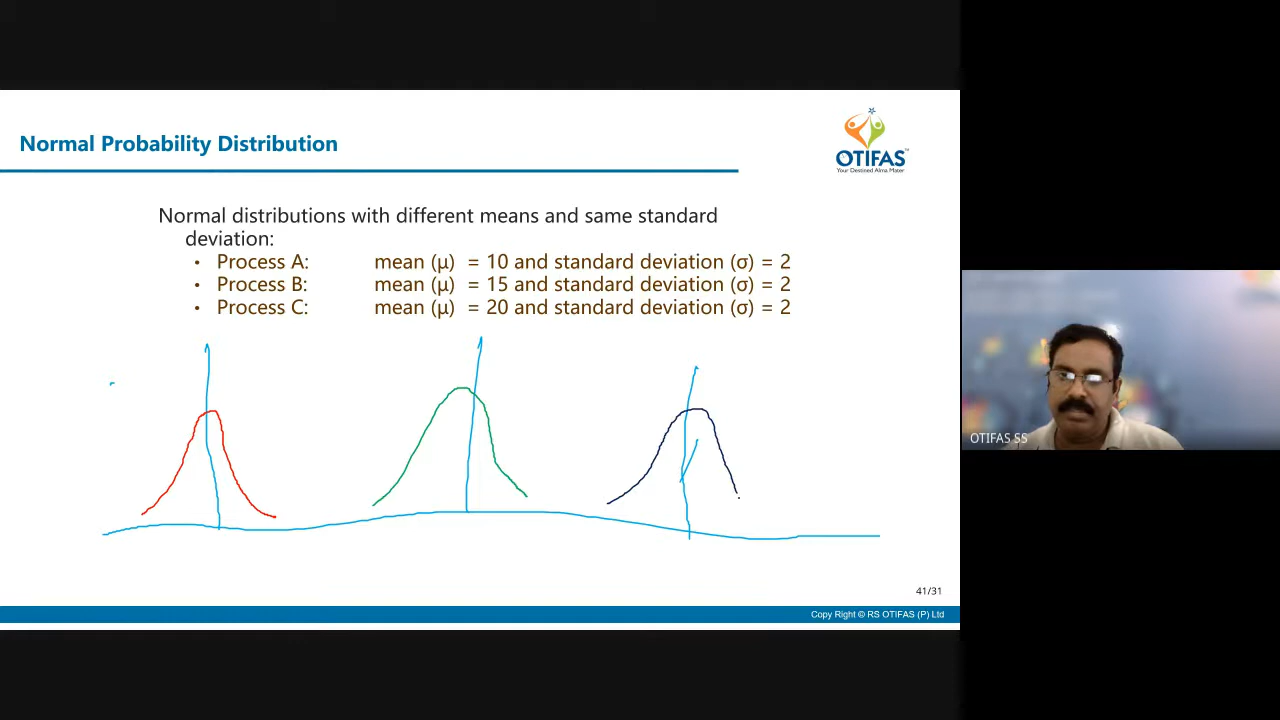 Normal Probability Distribution
OTIFAS
Your Destined Alma Mater
Normal distributions with different means and same standard
deviation:
• Process A: mean (μ) = 10 and standard deviation (σ) = 2
• Process B: mean (μ) = 15 and standard deviation (σ) = 2
• Process C: mean (μ) = 20 and standard deviation (σ) = 2
OTIFAS SS
41/31
Copy Right © RS OTIFAS (P) Ltd